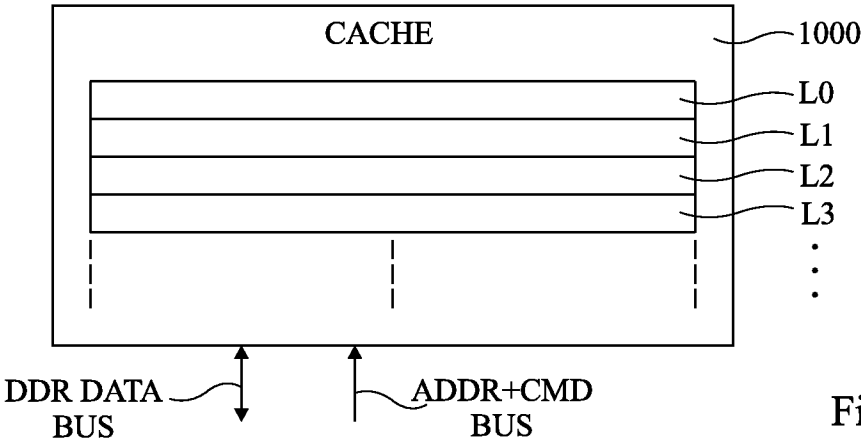 CACHE
1000
L0
L1
L2
L3
DDR DATA
BUS
ADDR+CMD
BUS